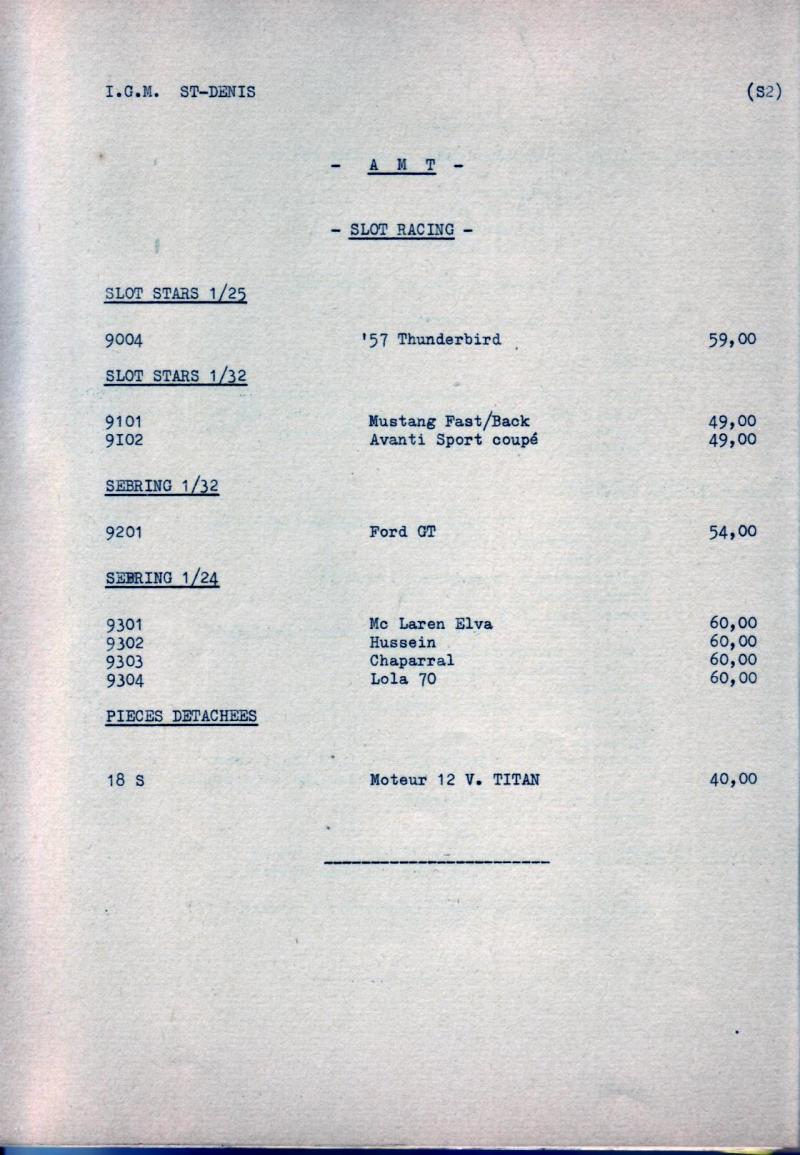 I.G.M. ST-DENIS (S2)
- A M T -
- SLOT RACING -
SLOT STARS 1/25
9004 '57 Thunderbird 59,00
SLOT STARS 1/32
9101 Mustang Fast/Back 49,00
9I02 Avanti Sport coupé 49,00
SEBRING 1/32
9201 Ford GT 54,00
SEBRING 1/24
9301 Mc Laren Elva 60,00
9302 Hussein 60,00
9303 Chaparral 60,00
9304 Lola 70 60,00
PIECES DETACHEES
18 S Moteur 12 V. TITAN 40,00